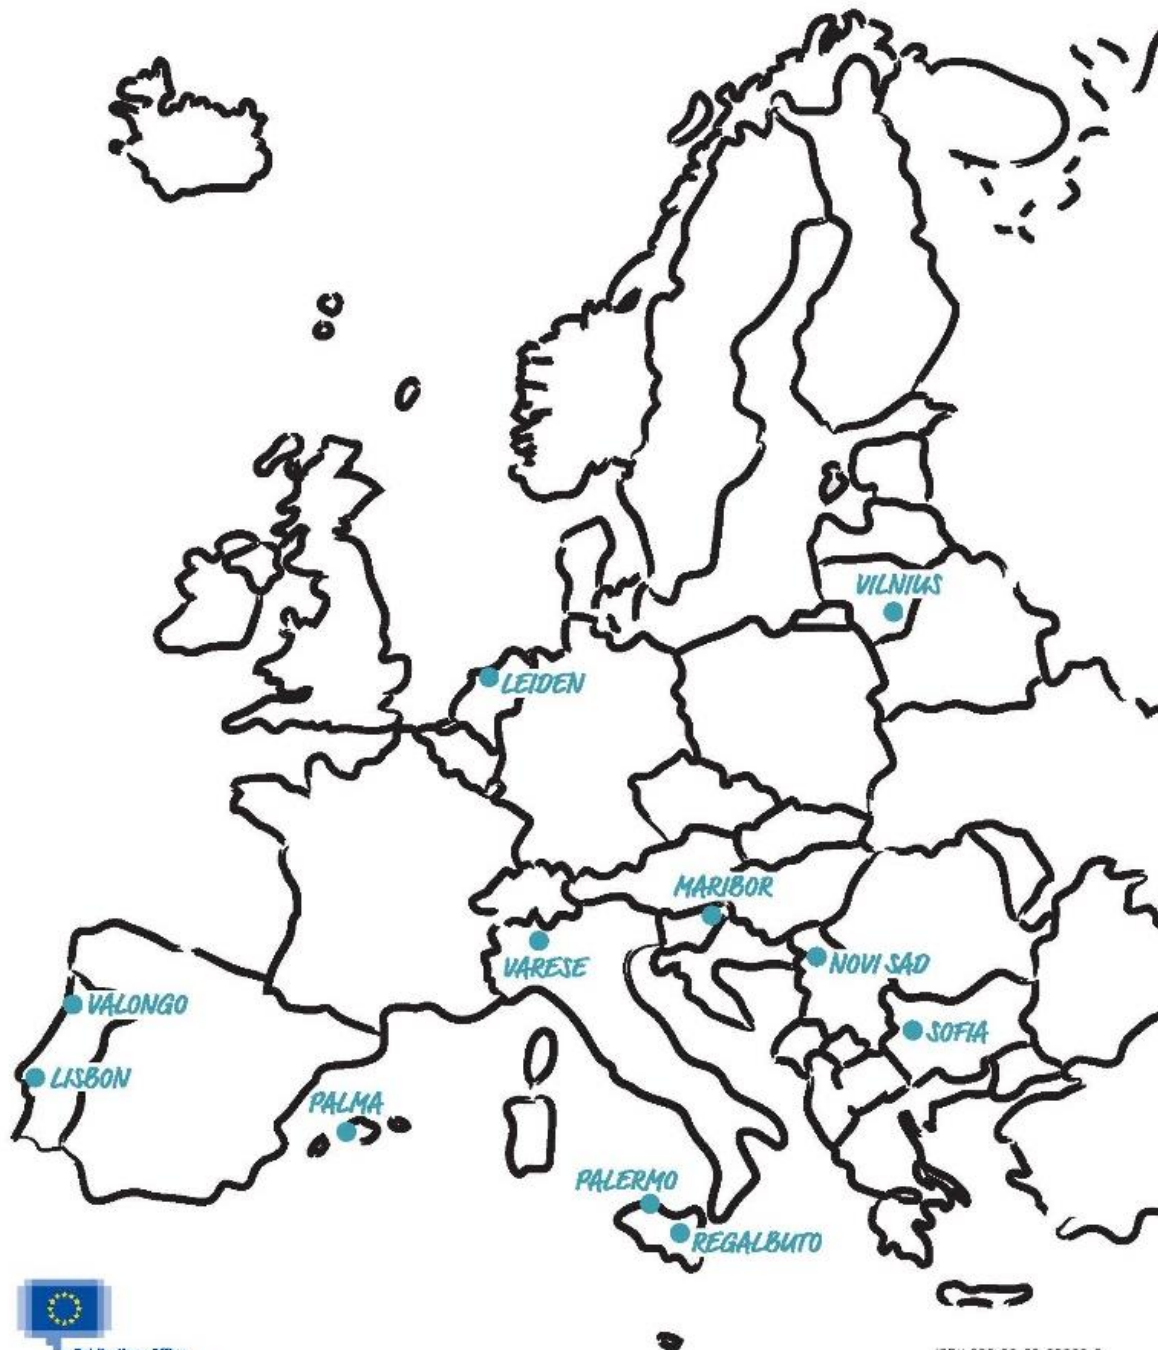 VILNIUS
LEIDEN
MARIBOR
VARESE
NOVI SAD
VALONGO
SOFIA
LISBON
PALMA
PALERMO
REGALBUTO